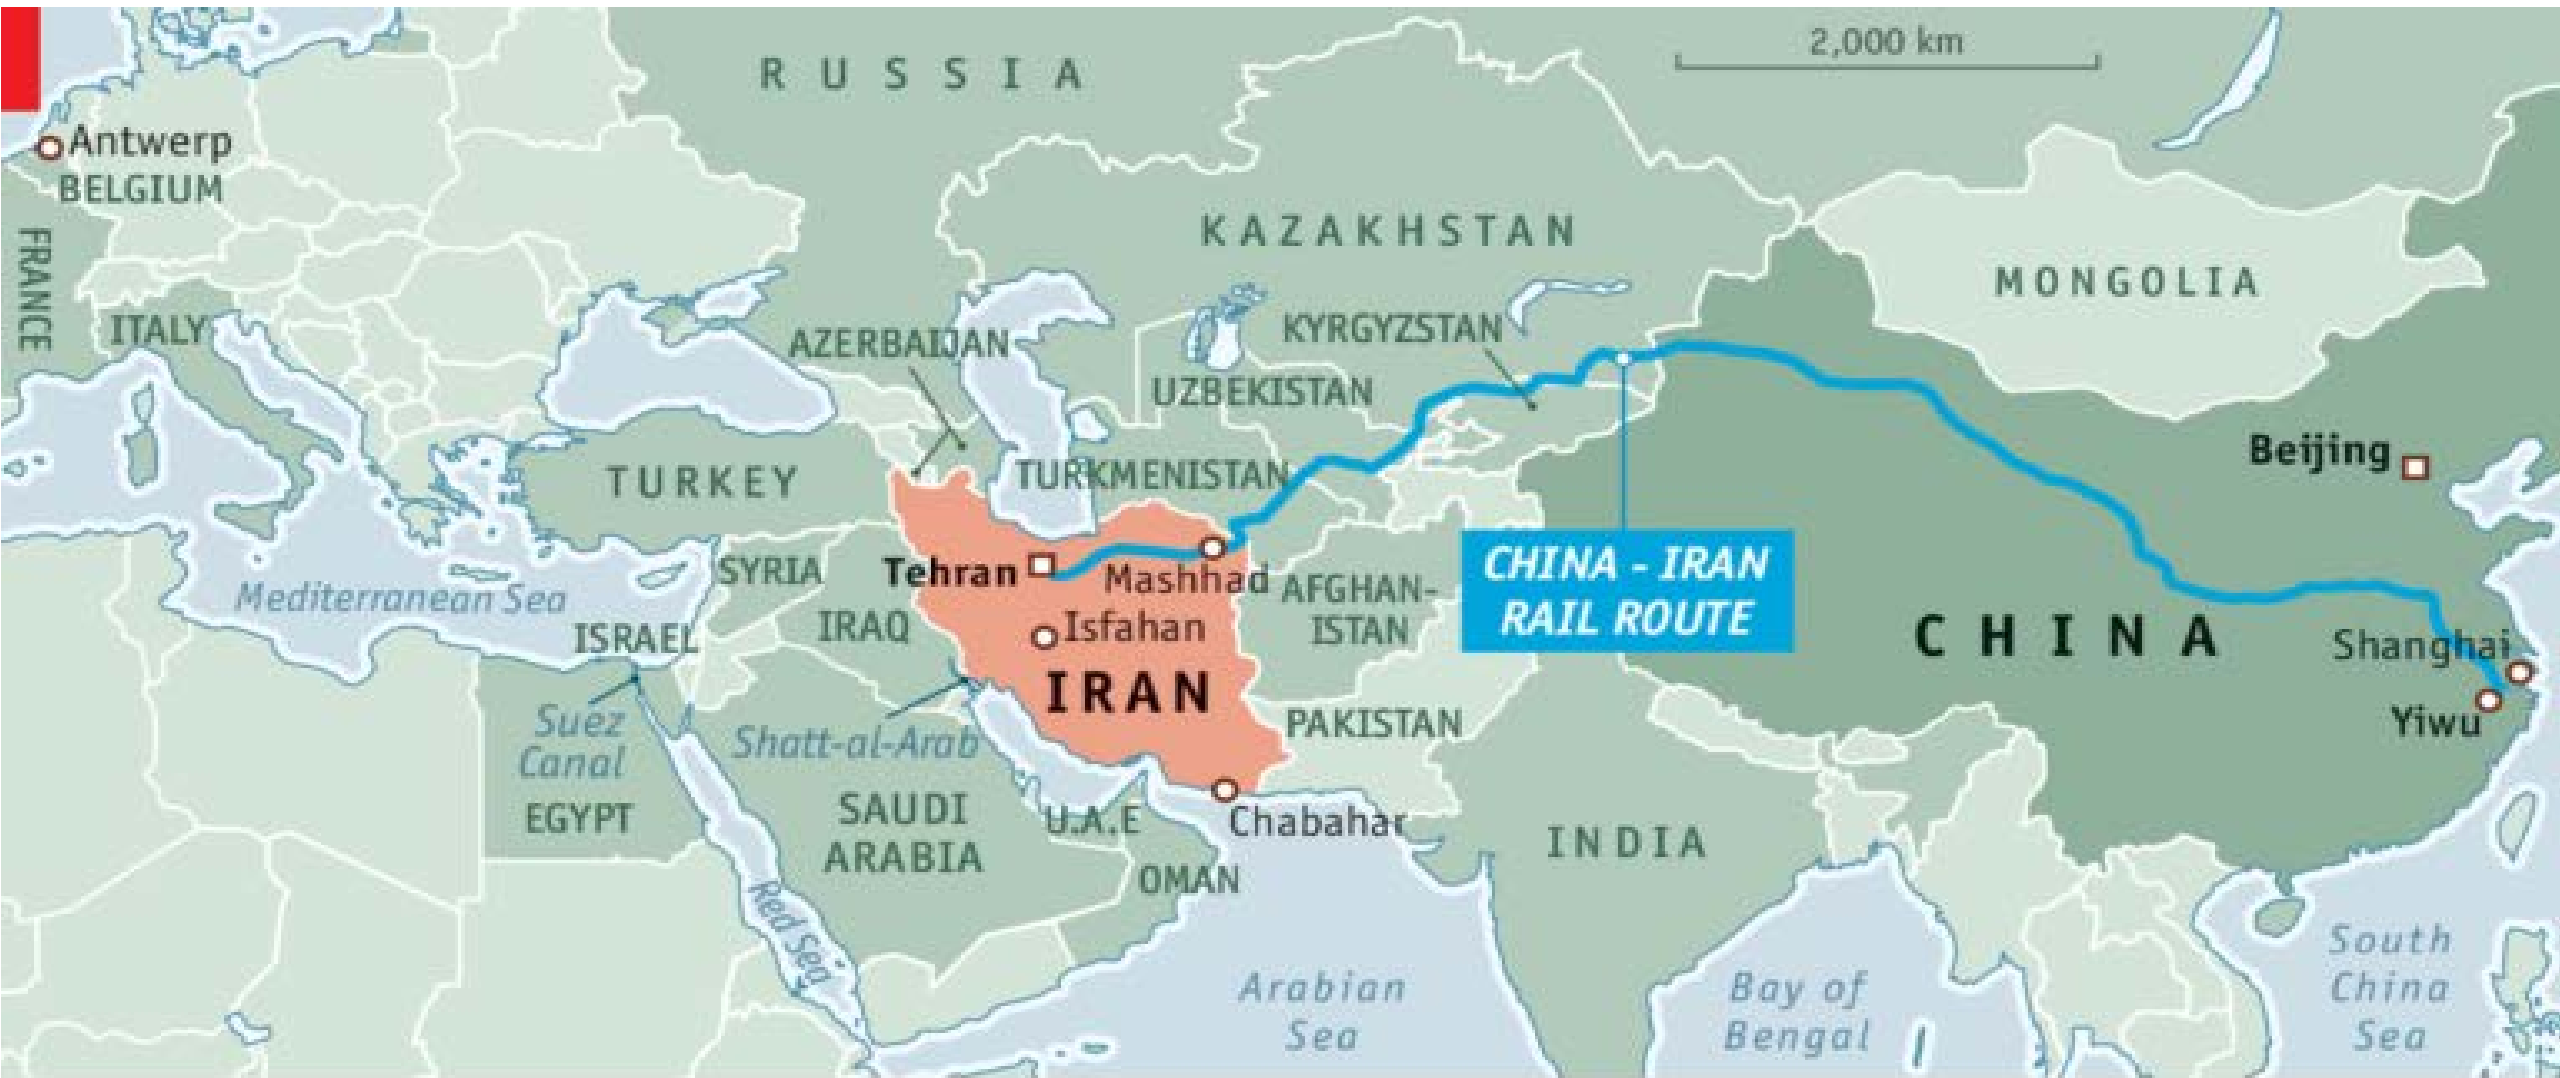 2,000 km
RUSSIA
Antwerp
BELGIUM
FRANCE
KAZAKHSTAN
MONGOLIA
ITALY
AZERBAIJAN
KYRGYZSTAN
UZBEKISTAN
Beijing
TURKEY
TURKMENISTAN
CHINA - IRAN
RAIL ROUTE
SYRIA
Tehran
Mashhad
AFGHAN-
ISTAN
Mediterranean Sea
ISRAEL
IRAQ
Isfahan
CHINA
Shanghai
IRAN
Suez
Canal
Shatt-al-Arab
PAKISTAN
Yiwu
EGYPT
SAUDI
ARABIA
U.A.E
Chabahar
INDIA
OMAN
Red Sea
Arabian
Sea
Bay of
Bengal
South
China
Sea